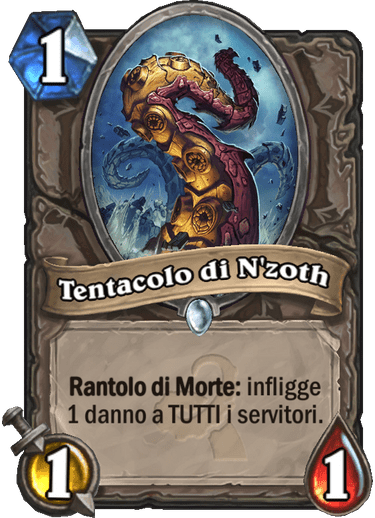 1
Tentacolo di N'zoth
Rantolo di Morte: infligge
1 danno a TUTTI i servitori.
1
1